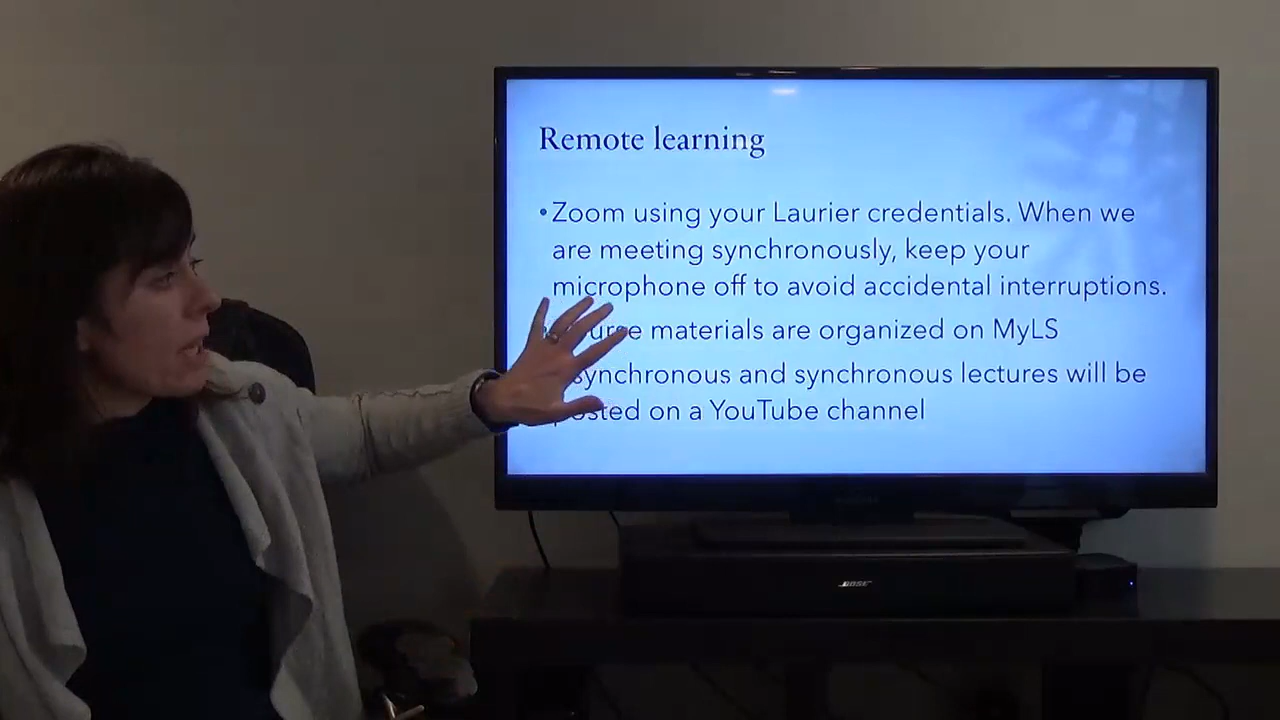 Remote learning
• Zoom using your Laurier credentials. When we
are meeting synchronously, keep your
microphone off to avoid accidental interruptions.
materials are organized on MyLS
synchronous and synchronous lectures will be
posted on a YouTube channel
BOSE